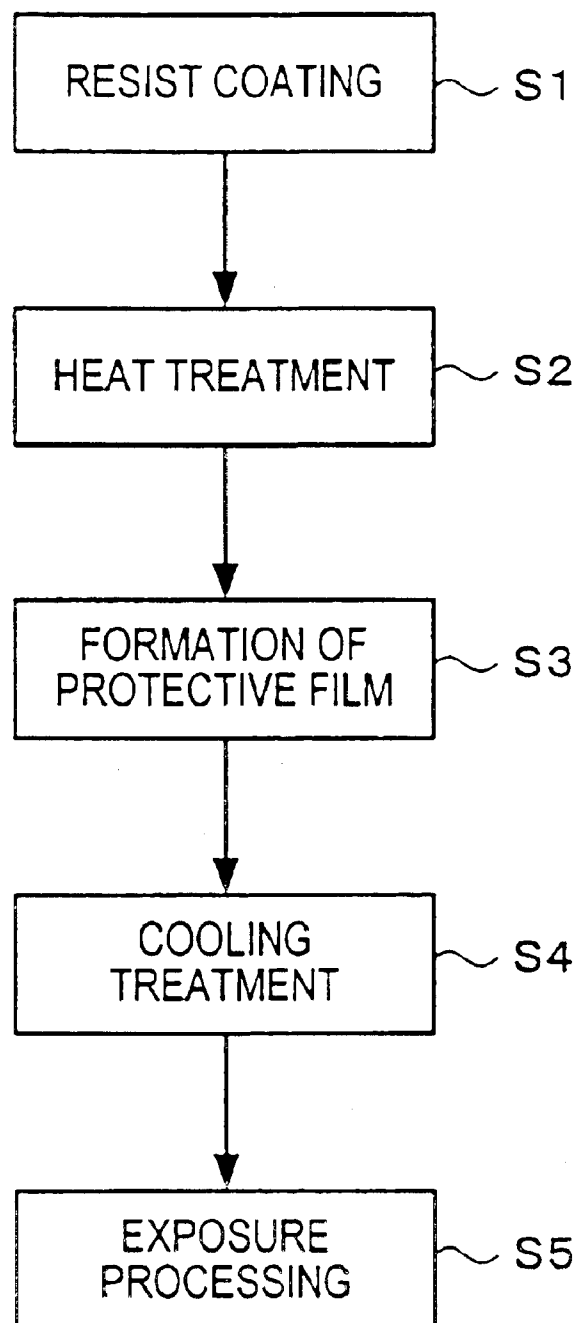 RESIST COATING S1
HEAT TREATMENT S2
FORMATION OF
PROTECTIVE FILM S3
COOLING
TREATMENT S4
EXPOSURE
PROCESSING S5